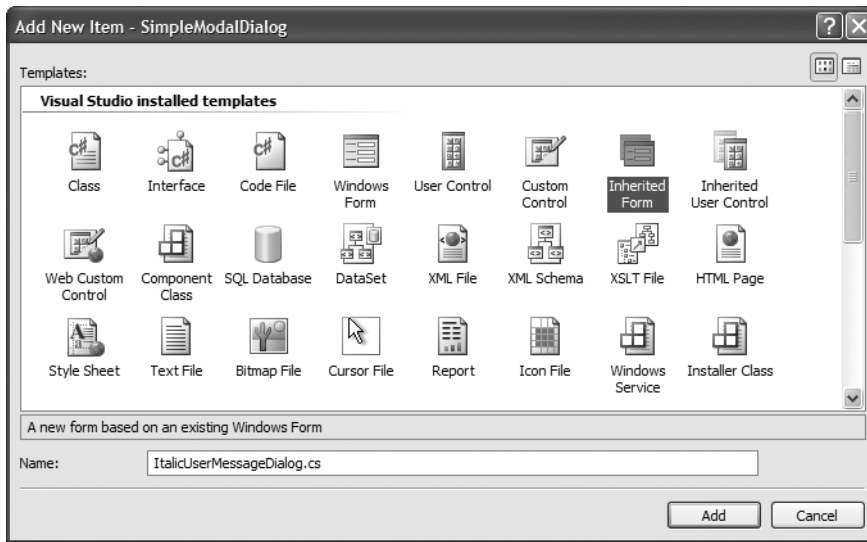 Add New Item - SimpleModalDialog
Templates:
Visual Studio installed templates
Class
Interface
Code File
Windows
Form
User Control
Custom
Control
Inherited
Form
Inherited
User Control
Web Custom
Control
Component
Class
SQL Database
DataSet
XML File
XML Schema
XSLT File
HTML Page
Style Sheet
Text File
Bitmap File
Cursor File
Report
Icon File
Windows
Service
Installer Class
A new form based on an existing Windows Form
Name:
ItalicUserMessageDialog.cs
Add
Cancel